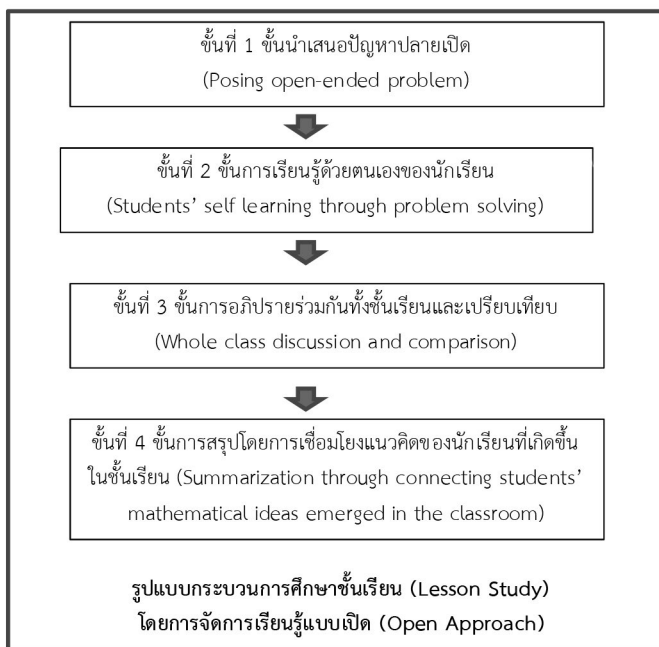 ขั้นที่ 1 ขั้นนำเสนอปัญหาปลายเปิด
(Posing open-ended problem)
ขั้นที่ 2 ขั้นการเรียนรู้ด้วยตนเองของนักเรียน
(Students’ self learning through problem solving)
ขั้นที่ 3 ขั้นการอภิปรายร่วมกันทั้งชั้นเรียนและเปรียบเทียบ
(Whole class discussion and comparison)
ขั้นที่ 4 ขั้นการสรุปโดยการเชื่อมโยงแนวคิดของนักเรียนที่เกิดขึ้น
ในชั้นเรียน (Summarization through connecting students’
mathematical ideas emerged in the classroom)
รูปแบบกระบวนการศึกษาชั้นเรียน (Lesson Study)
โดยการจัดการเรียนรู้แบบเปิด (Open Approach)